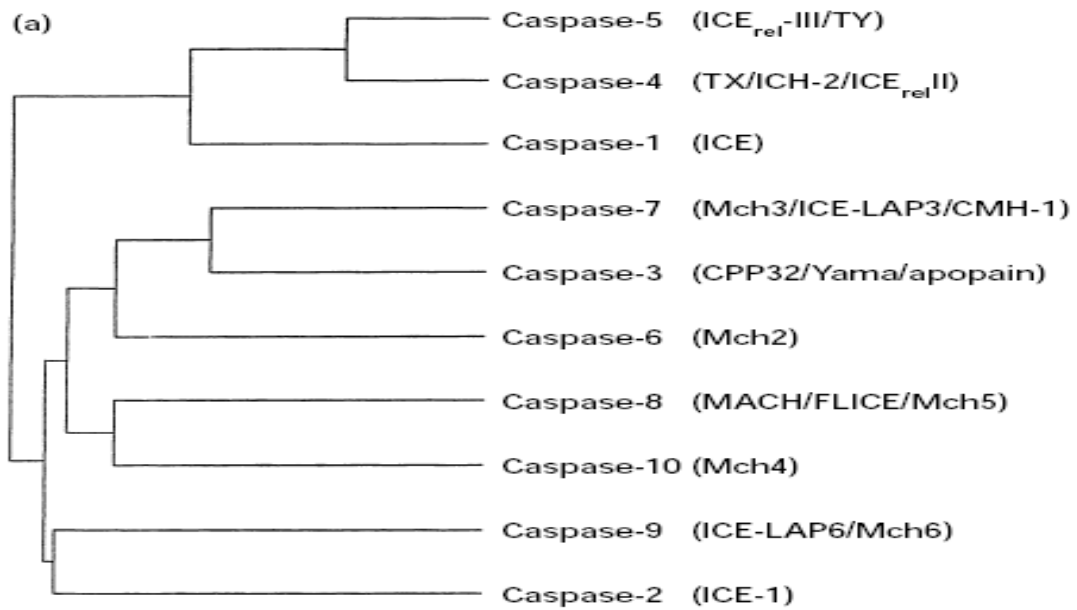 (a)
Caspase-5 (ICErel-III/TY)
Caspase-4 (TX/ICH-2/ICErelII)
Caspase-1 (ICE)
Caspase-7 (Mch3/ICE-LAP3/CMH-1)
Caspase-3 (CPP32/Yama/apopain)
Caspase-6 (Mch2)
Caspase-8 (MACH/FLICE/Mch5)
Caspase-10 (Mch4)
Caspase-9 (ICE-LAP6/Mch6)
Caspase-2 (ICE-1)